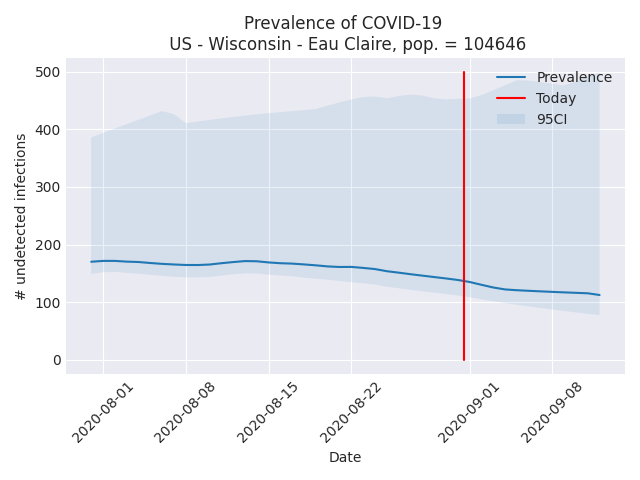 Prevalence of COVID-19
US - Wisconsin - Eau Claire, pop. = 104646
500
400
300
200
100
0
# undetected infections
Prevalence
Today
95CI
2020-08-01
2020-08-08
2020-08-15
2020-08-22
2020-09-01
2020-09-08
Date